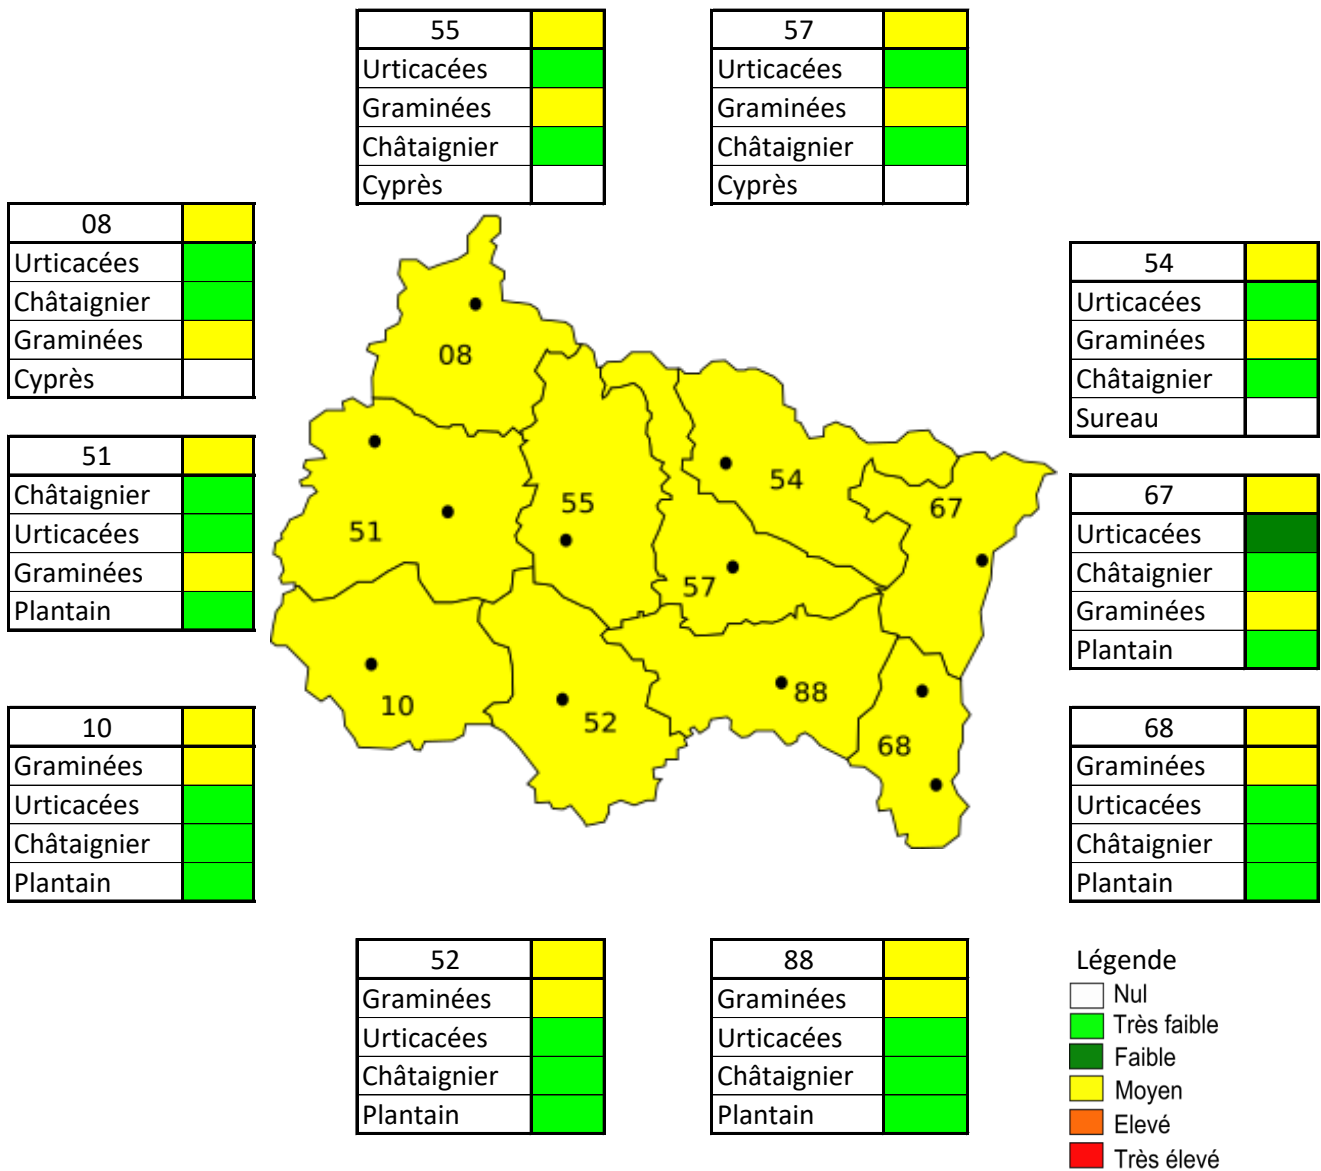 55
Urticacées
Graminées
Châtaignier
Cyprès
57
Urticacées
Graminées
Châtaignier
Cyprès
08
Urticacées
Châtaignier
Graminées
Cyprès
54
Urticacées
Graminées
Châtaignier
Sureau
51
Châtaignier
Urticacées
Graminées
Plantain
67
Urticacées
Châtaignier
Graminées
Plantain
08
54
55
67
51
57
88
10
52
68
10
Graminées
Urticacées
Châtaignier
Plantain
68
Graminées
Urticacées
Châtaignier
Plantain
52
Graminées
Urticacées
Châtaignier
Plantain
88
Graminées
Urticacées
Châtaignier
Plantain
Légende
Nul
Très faible
Faible
Moyen
Elevé
Très élevé